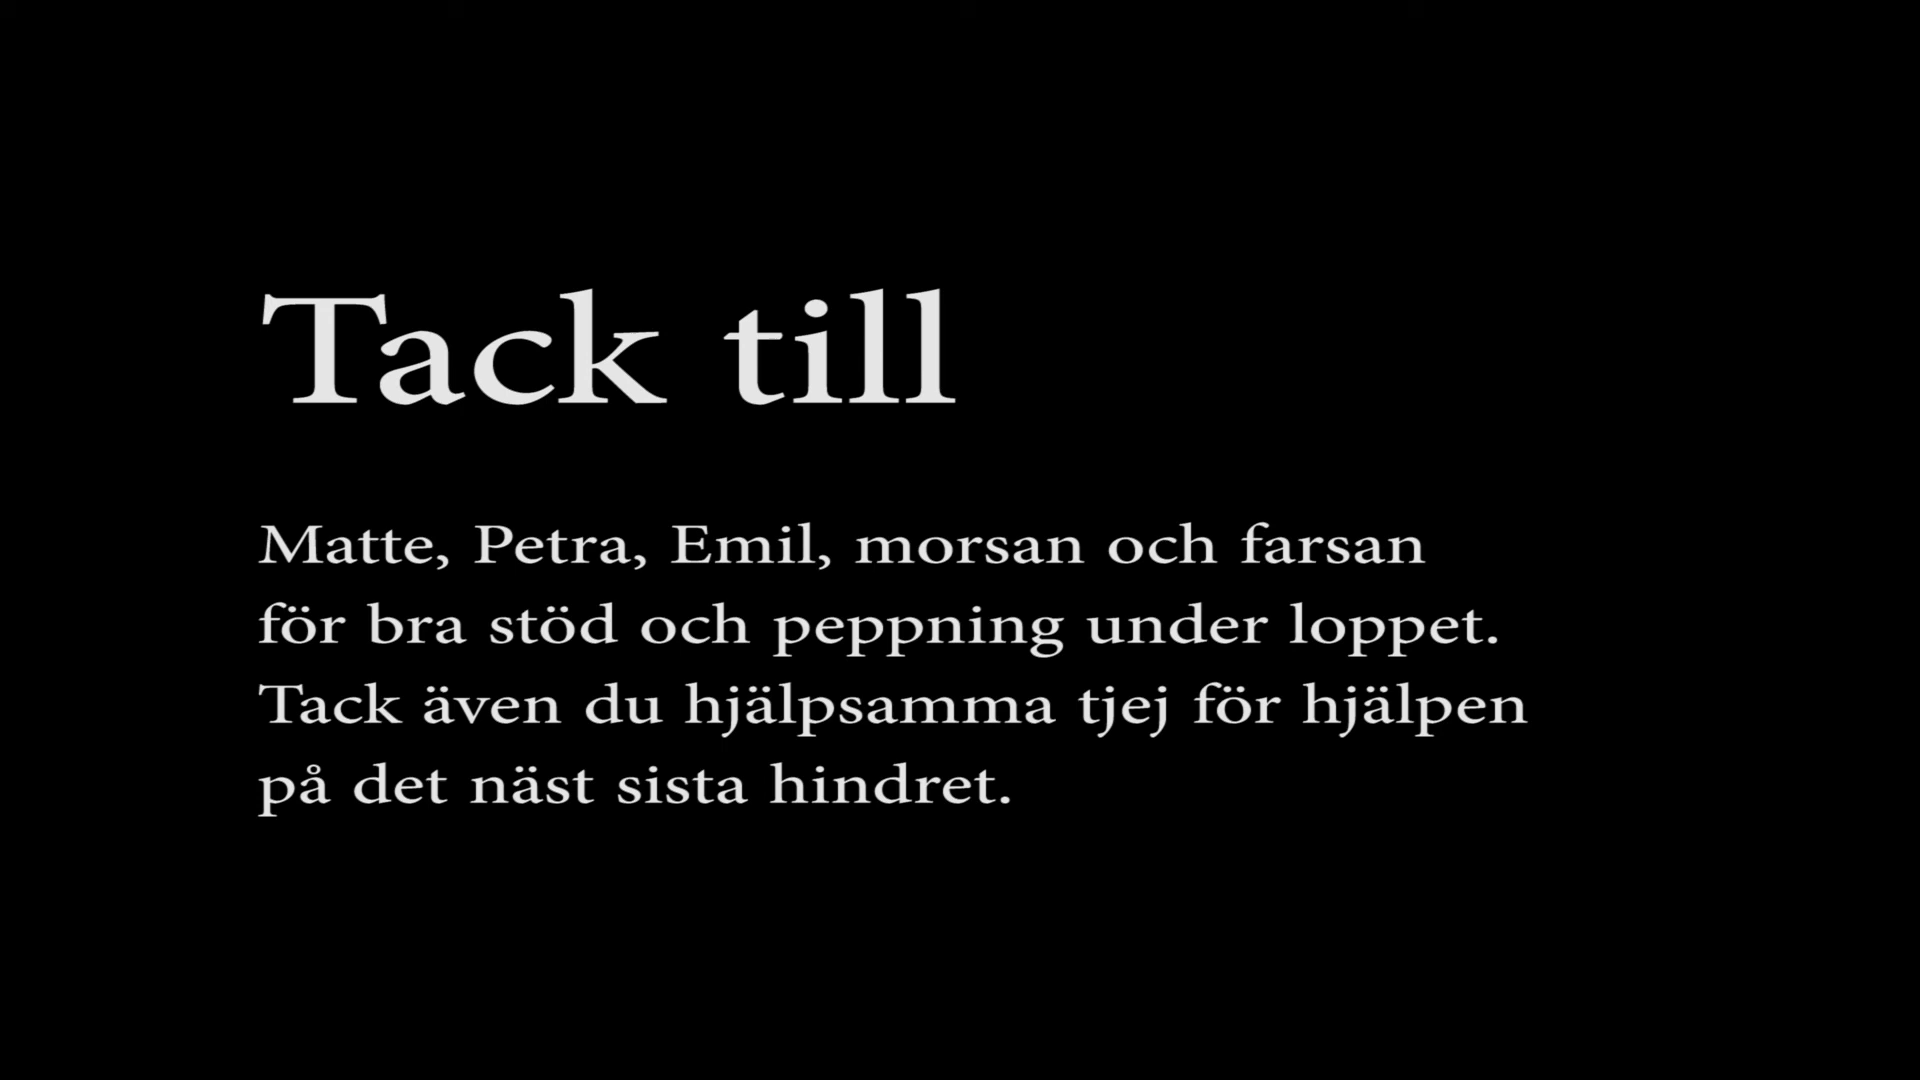 Tack till
Matte, Petra, Emil, morsan och farsan
för bra stöd och peppning under loppet.
Tack även du hjälpsamma tjej för hjälpen
på det näst sista hindret.